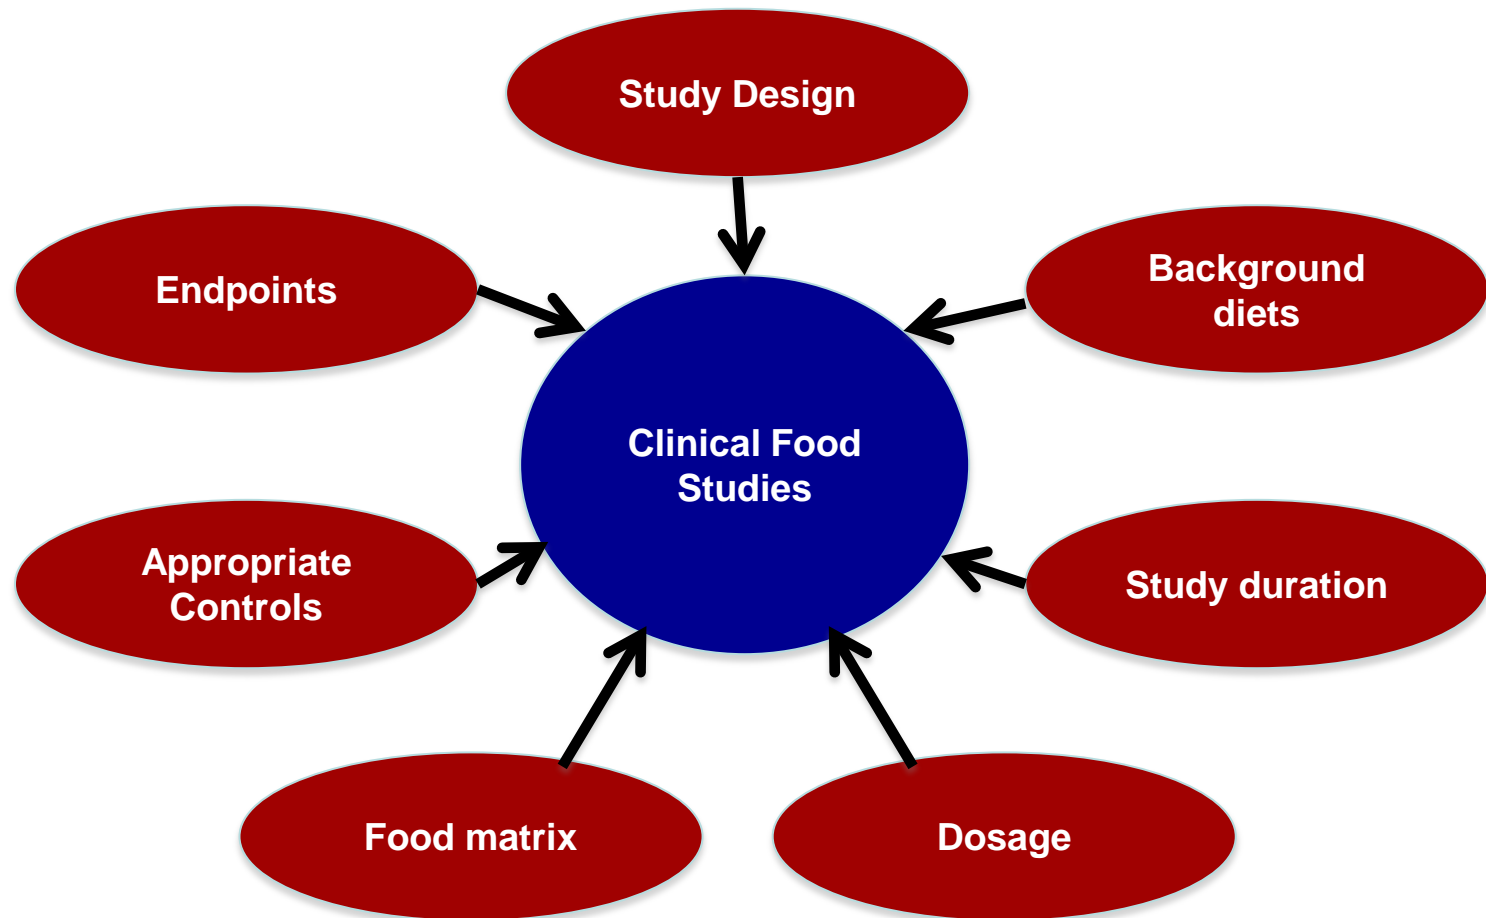 Study Design
Endpoints
Background
diets
Clinical Food
Studies
Appropriate
Controls
Study duration
Food matrix
Dosage